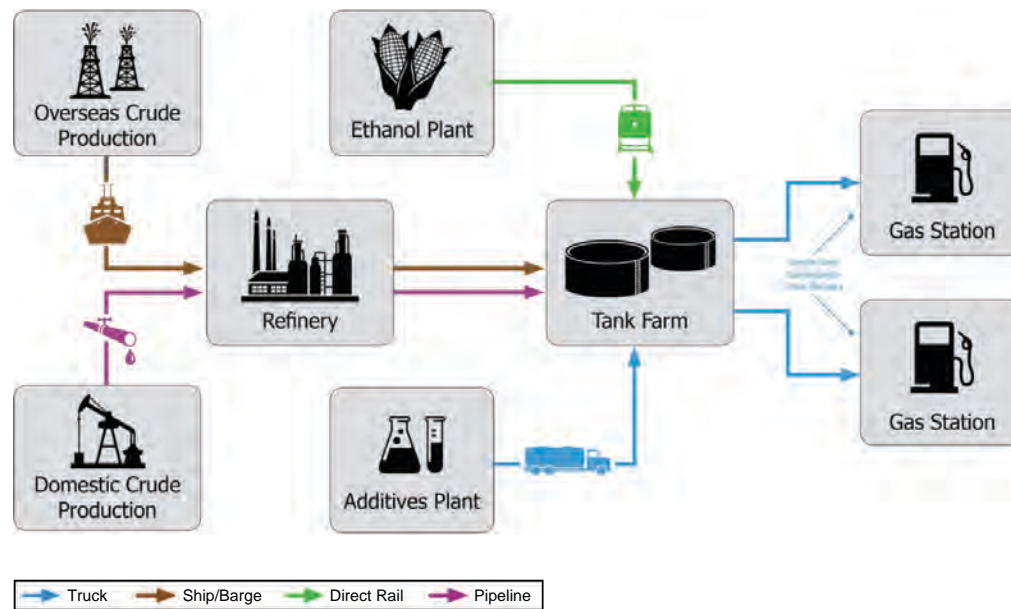 Overseas Crude
Production
Ethanol Plant
Gas Station
Refinery
Tank Farm
Gas Station
Domestic Crude
Production
Additives Plant
Truck
Ship/Barge
Direct Rail
Pipeline